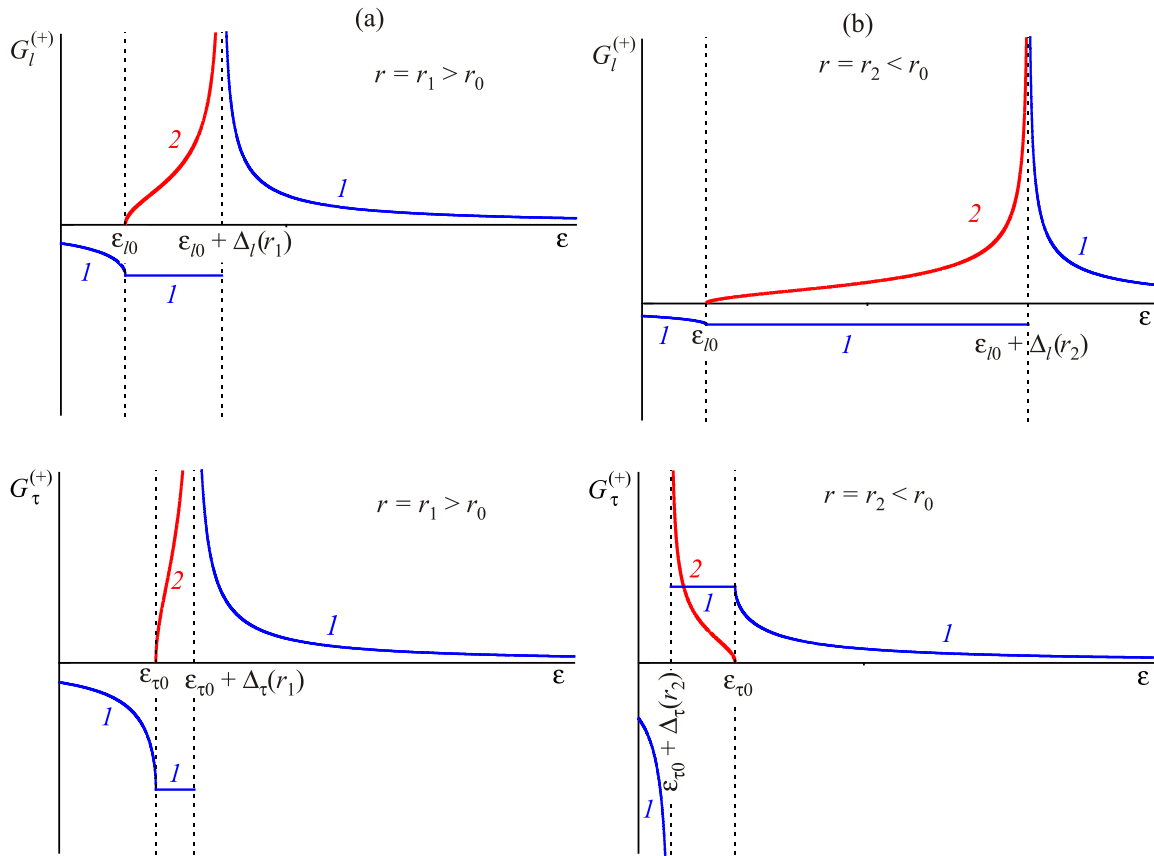 (a)
G_l^(+)
r = r_1 > r_0
2
1
ε_l0
ε_l0 + Δ_l(r_1)
ε
1
1
(b)
G_l^(+)
r = r_2 < r_0
2
1
ε
1
ε_l0
1
ε_l0 + Δ_l(r_2)
G_τ^(+)
r = r_1 > r_0
2
1
ε_τ0
ε_τ0 + Δ_τ(r_1)
ε
1
1
G_τ^(+)
r = r_2 < r_0
2
1
1
ε_τ0 + Δ_τ(r_2)
ε_τ0
ε
1